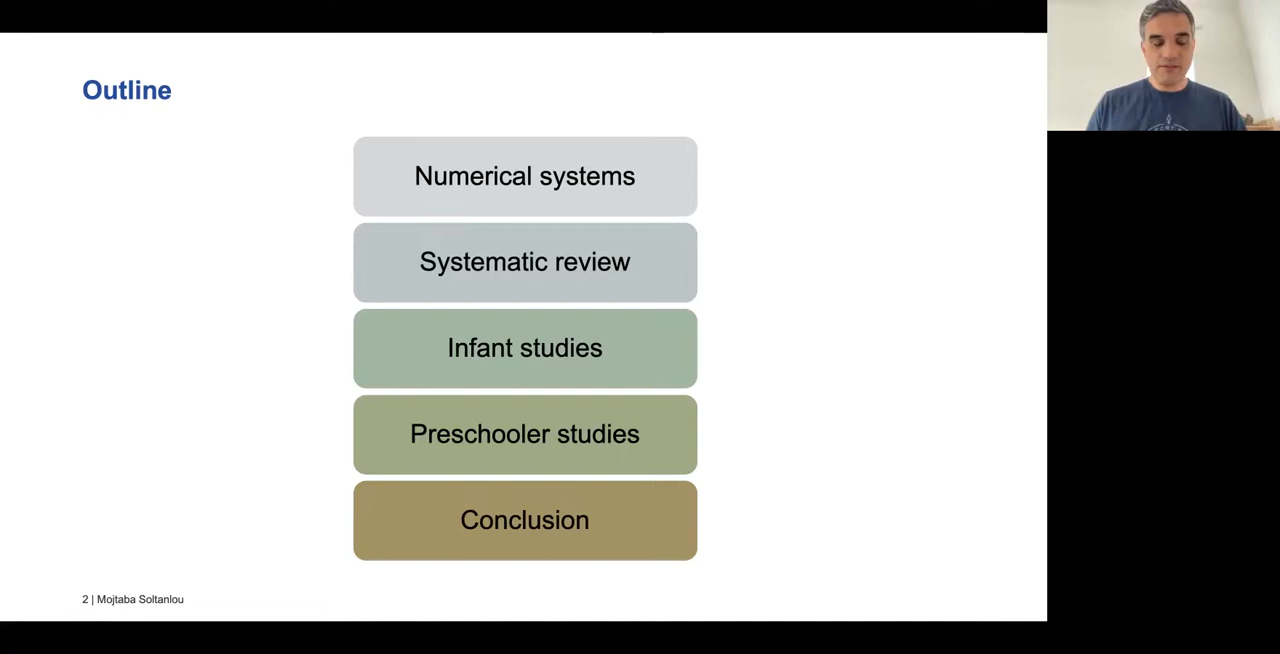 Outline
Numerical systems
Systematic review
Infant studies
Preschooler studies
Conclusion
2 | Mojtaba Soltanlou